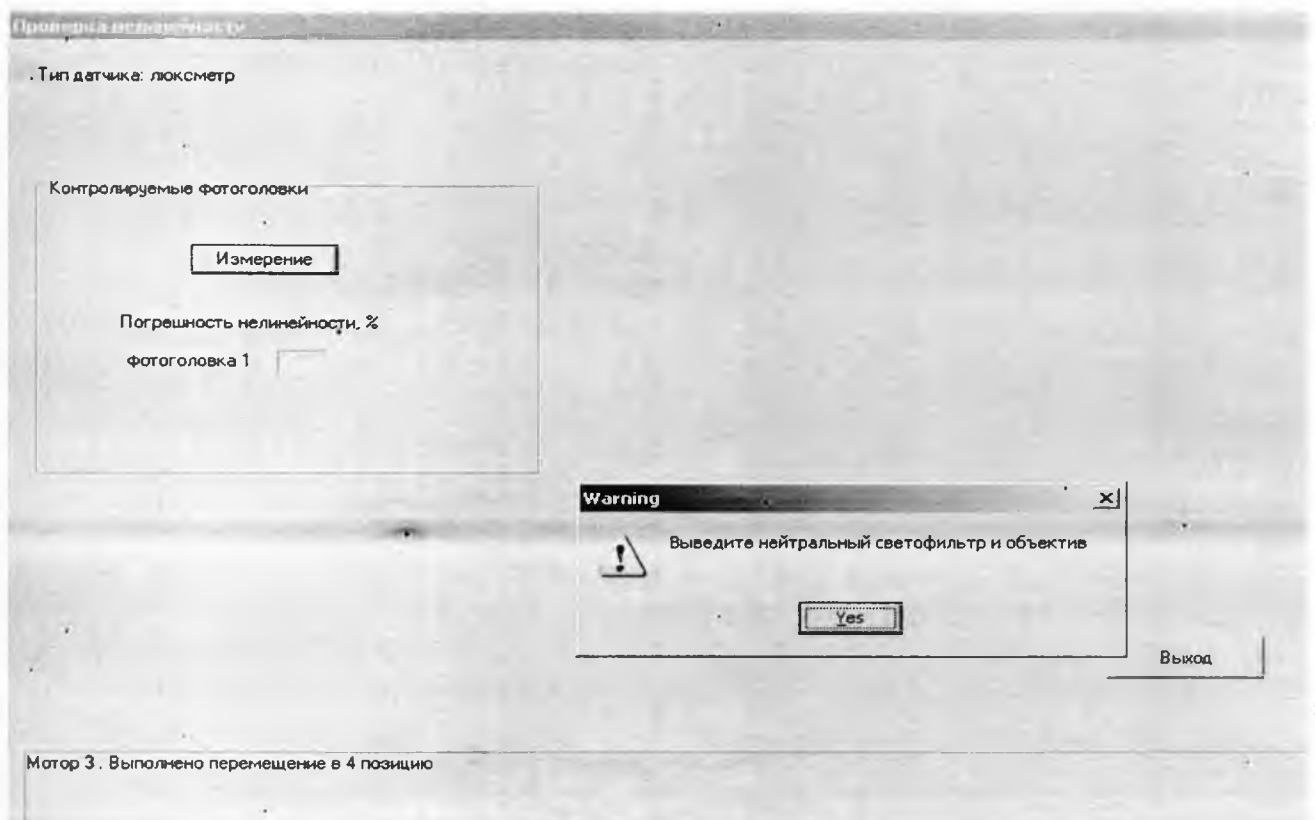 Проверка
Тип датчика: люксметр
Контролируемые фотоголовки
Измерение
Погрешность нелинейности, %
Фотоголовка 1
Warning
Выведите нейтральный светофильтр и объектив
Yes
Выход
Мотор 3 . Выполнено перемещение в 4 позицию